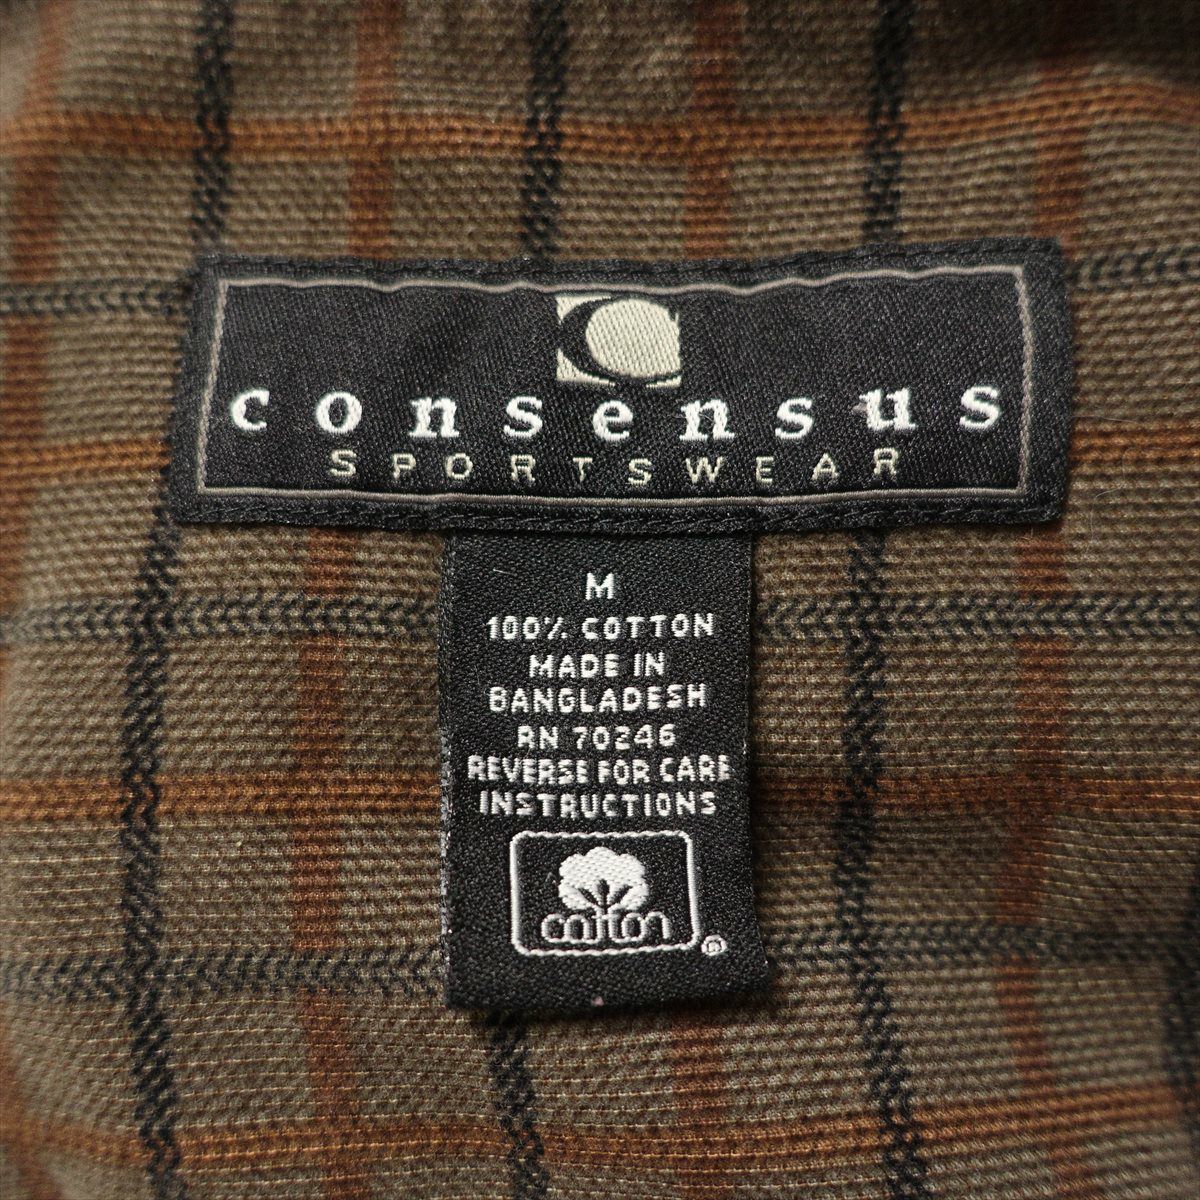 consensus
SPORTSWEAR
M
100% COTTON
MADE IN
BANGLADESH
RN 70246
REVERSE FOR CARE
INSTRUCTIONS
cotton
®